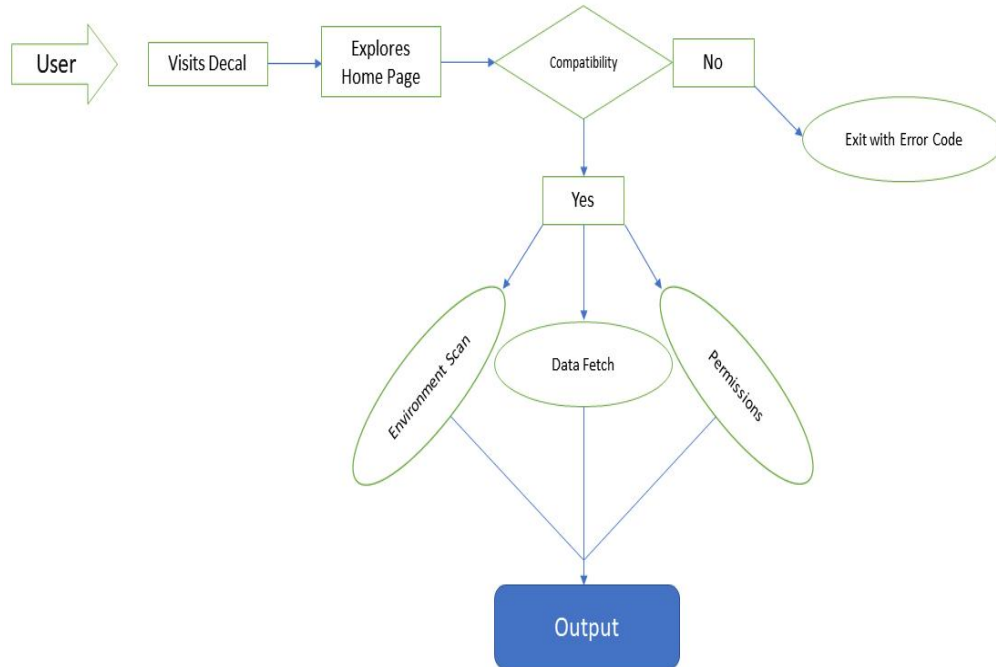 User
Visits Decal
Explores
Home Page
Compatibility
No
Exit with Error Code
Yes
Environment Scan
Data Fetch
Permissions
Output